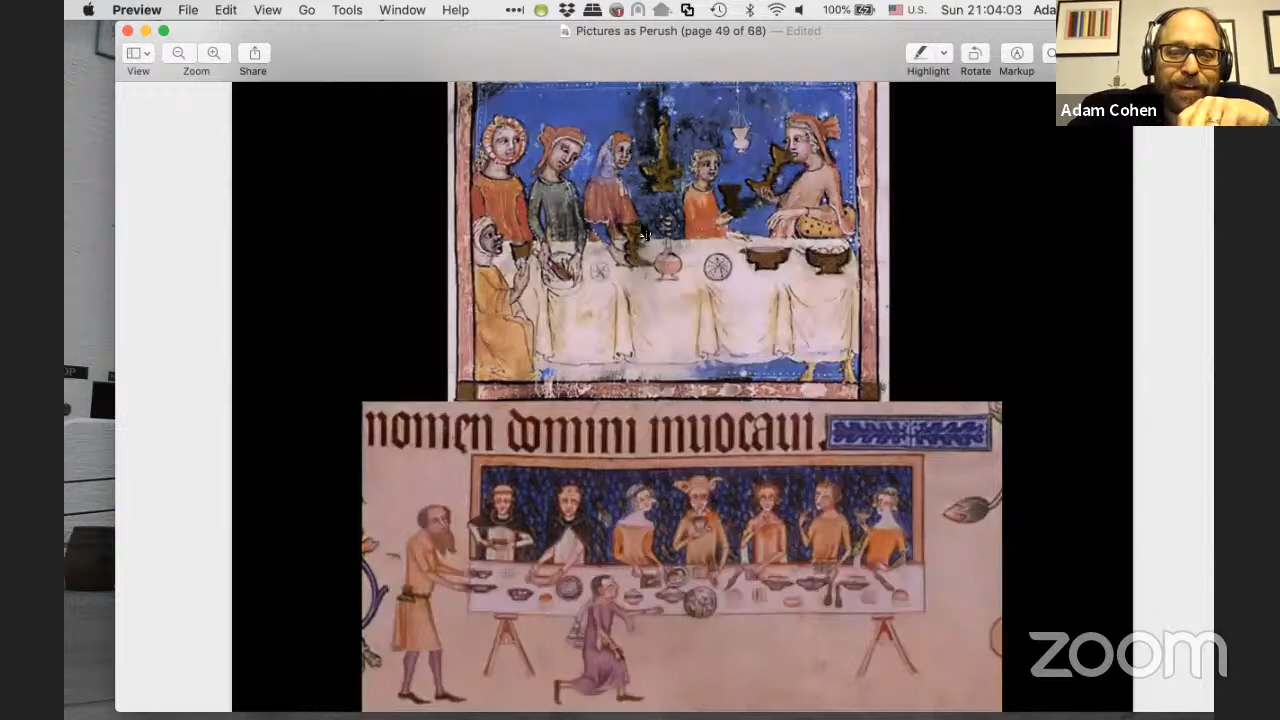 Preview File Edit View Go Tools Window Help 100% U.S. Sun 21:04:03 Ada
Pictures as Perush (page 49 of 68) — Edited
View Zoom Share Highlight Rotate Markup
Adam Cohen
nomen domini inuocaui.
zoom